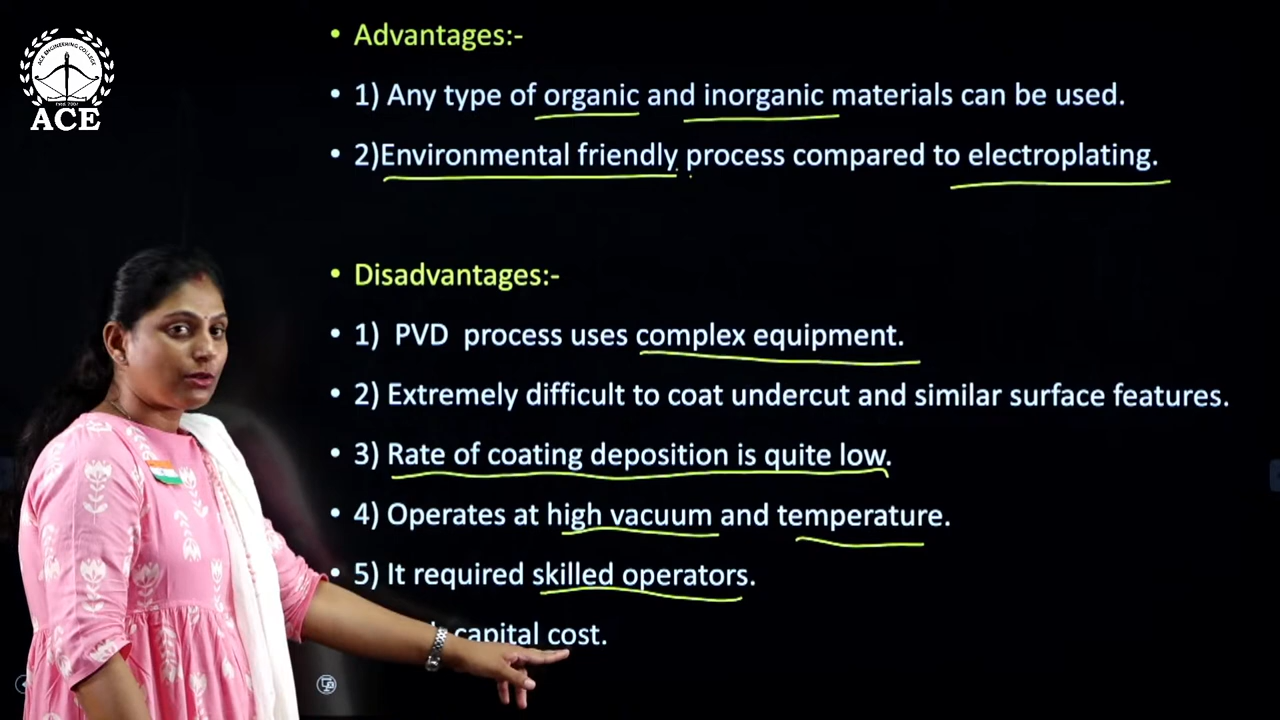 ACE ENGINEERING COLLEGE
ACE
• Advantages:-
• 1) Any type of organic and inorganic materials can be used.
• 2)Environmental friendly process compared to electroplating.
• Disadvantages:-
• 1) PVD process uses complex equipment.
• 2) Extremely difficult to coat undercut and similar surface features.
• 3) Rate of coating deposition is quite low.
• 4) Operates at high vacuum and temperature.
• 5) It required skilled operators.
capital cost.